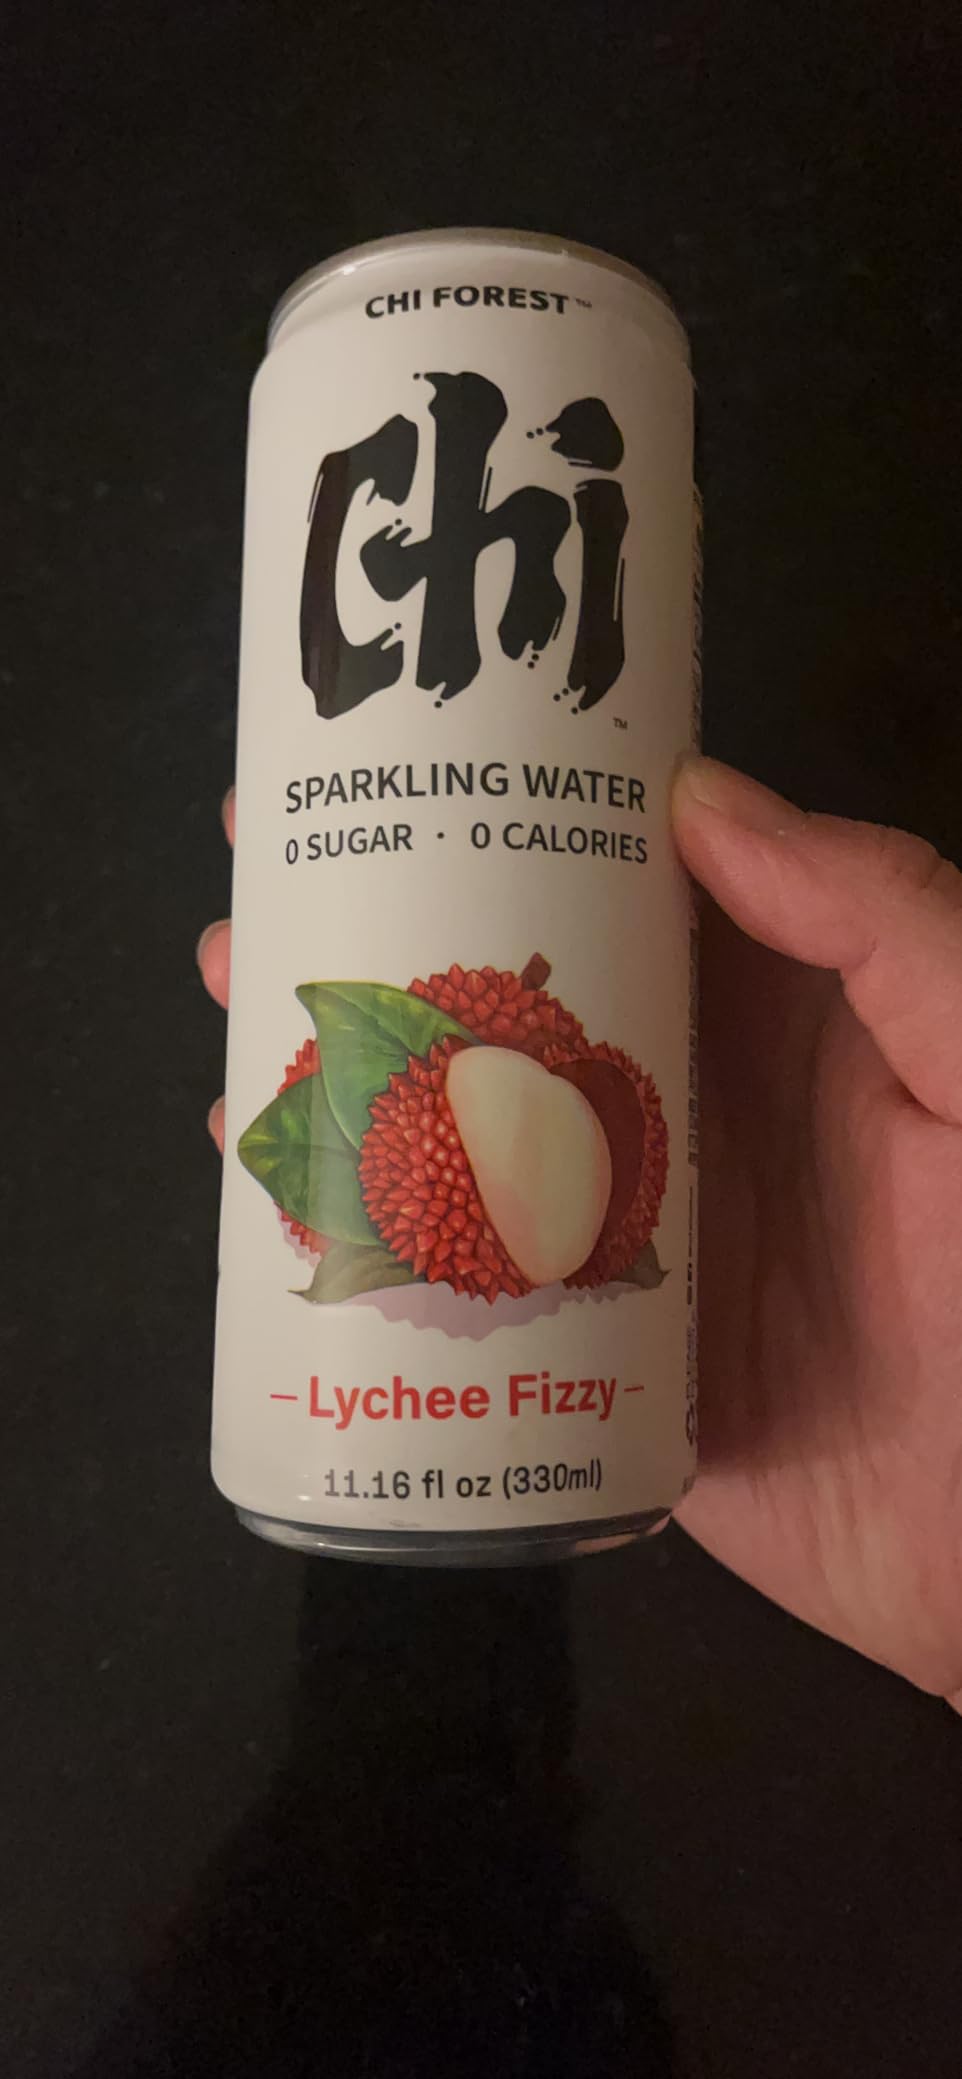 CHI FOREST™
Chi
™
SPARKLING WATER
0 SUGAR · 0 CALORIES
– Lychee Fizzy –
11.16 fl oz (330ml)